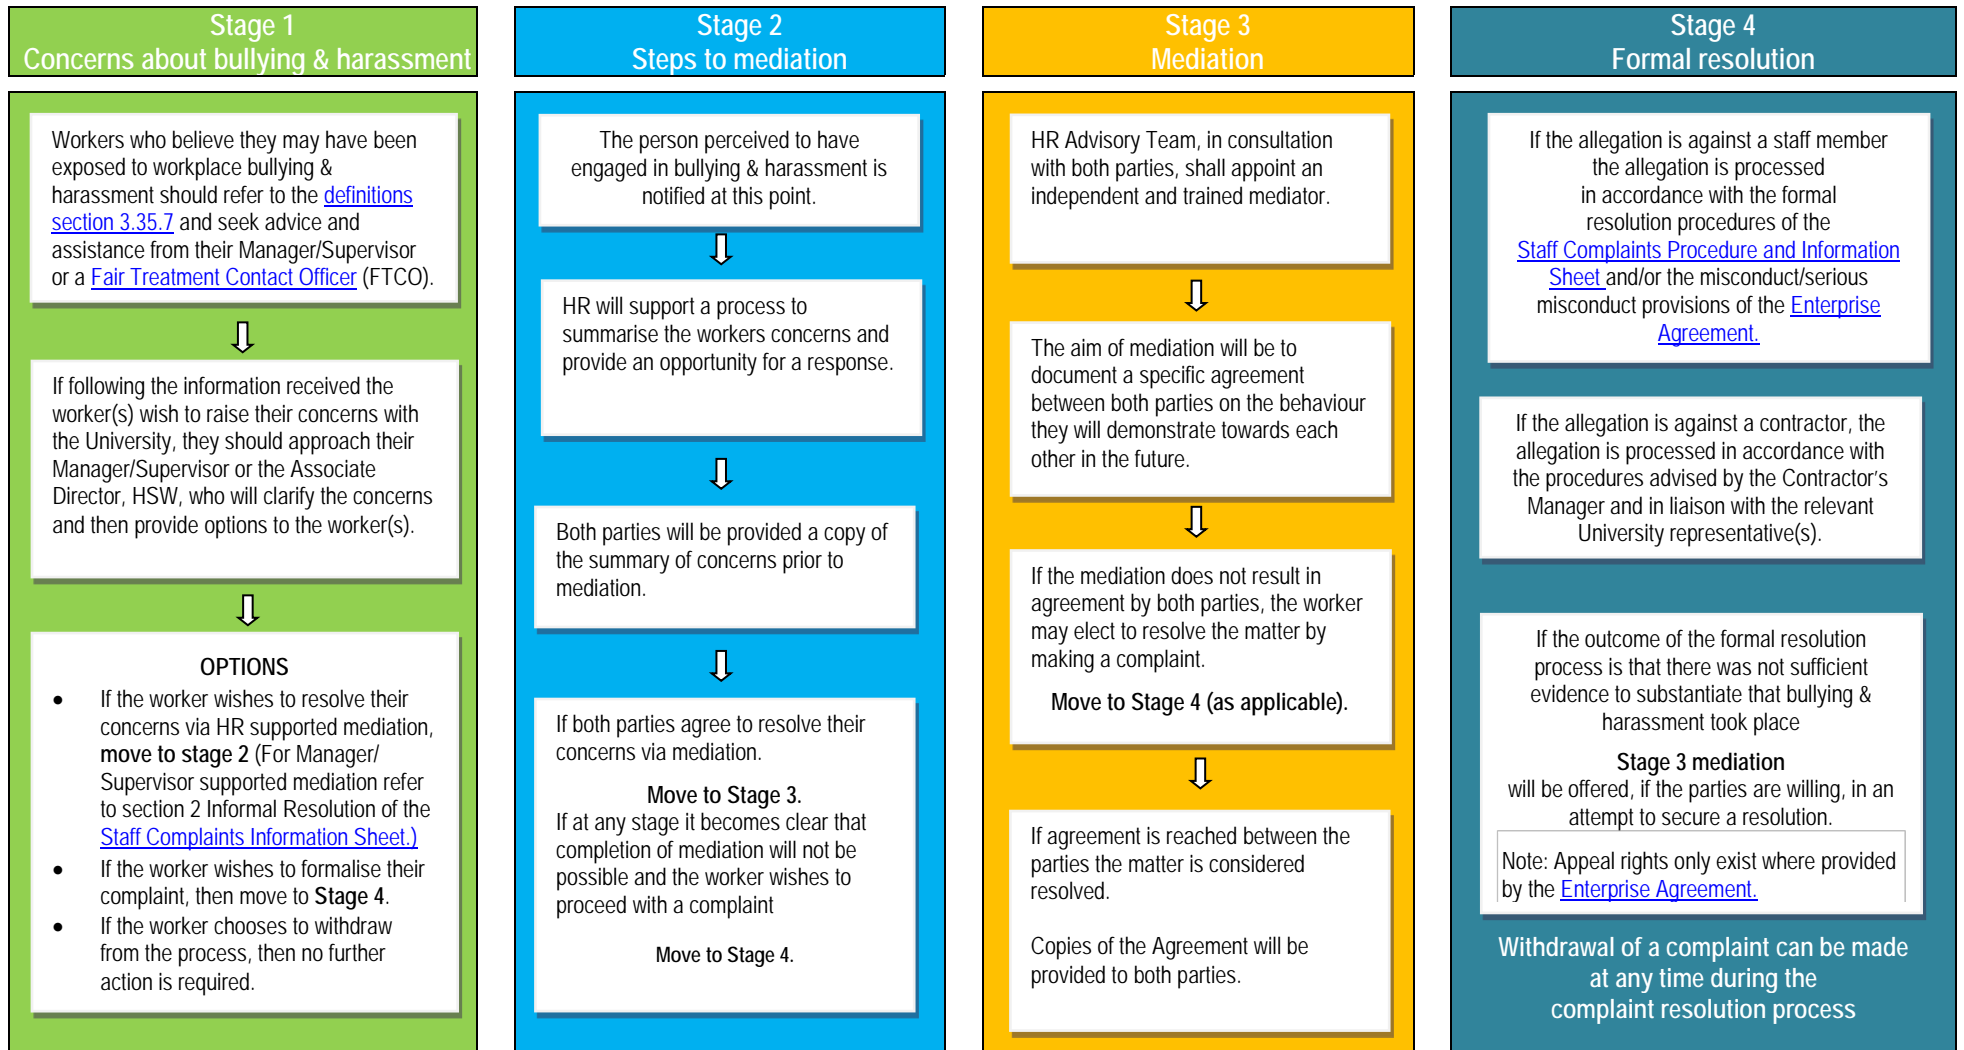 Stage 1
Concerns about bullying & harassment
Workers who believe they may have been
exposed to workplace bullying &
harassment should refer to the definitions
section 3.35.7 and seek advice and
assistance from their Manager/Supervisor
or a Fair Treatment Contact Officer (FTCO).
If following the information received the
worker(s) wish to raise their concerns with
the University, they should approach their
Manager/Supervisor or the Associate
Director, HSW, who will clarify the concerns
and then provide options to the worker(s).
OPTIONS
• If the worker wishes to resolve their
concerns via HR supported mediation,
move to stage 2 (For Manager/
Supervisor supported mediation refer
to section 2 Informal Resolution of the
Staff Complaints Information Sheet.)
• If the worker wishes to formalise their
complaint, then move to Stage 4.
• If the worker chooses to withdraw
from the process, then no further
action is required.
Stage 2
Steps to mediation
The person perceived to have
engaged in bullying & harassment is
notified at this point.
HR will support a process to
summarise the workers concerns and
provide an opportunity for a response.
Both parties will be provided a copy of
the summary of concerns prior to
mediation.
If both parties agree to resolve their
concerns via mediation.
Move to Stage 3.
If at any stage it becomes clear that
completion of mediation will not be
possible and the worker wishes to
proceed with a complaint
Move to Stage 4.
Stage 3
Mediation
HR Advisory Team, in consultation
with both parties, shall appoint an
independent and trained mediator.
The aim of mediation will be to
document a specific agreement
between both parties on the behaviour
they will demonstrate towards each
other in the future.
If the mediation does not result in
agreement by both parties, the worker
may elect to resolve the matter by
making a complaint.
Move to Stage 4 (as applicable).
If agreement is reached between the
parties the matter is considered
resolved.
Copies of the Agreement will be
provided to both parties.
Stage 4
Formal resolution
If the allegation is against a staff member
the allegation is processed
in accordance with the formal
resolution procedures of the
Staff Complaints Procedure and Information
Sheet and/or the misconduct/serious
misconduct provisions of the Enterprise
Agreement.
If the allegation is against a contractor, the
allegation is processed in accordance with
the procedures advised by the Contractor's
Manager and in liaison with the relevant
University representative(s).
If the outcome of the formal resolution
process is that there was not sufficient
evidence to substantiate that bullying &
harassment took place
Stage 3 mediation
will be offered, if the parties are willing, in an
attempt to secure a resolution.
Note: Appeal rights only exist where provided
by the Enterprise Agreement.
Withdrawal of a complaint can be made
at any time during the
complaint resolution process